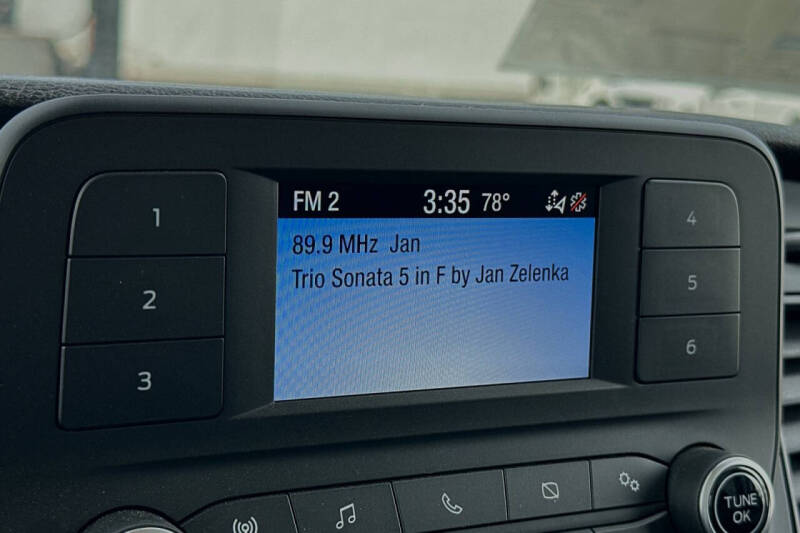 FM 2 3:35 78°
89.9 MHz Jan
Trio Sonata 5 in F by Jan Zelenka
1
2
3
4
5
6
TUNE
OK